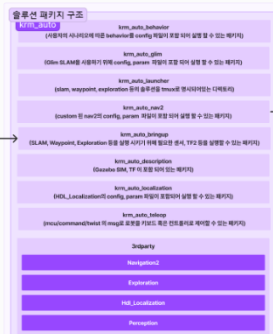 솔루션 패키지 구조
krm_auto
krm_auto_behavior
(사용자의 시나리오에 따른 behavior를 config 파일이 포함 되어 실행 할 수 있는 패키지)
krm_auto_glim
(Glim SLAM을 사용하기 위해 config, param 파일이 포함 되어 실행 할 수 있는 패키지)
krm_auto_launcher
(slam, waypoint, exploration 등의 솔루션을 tmux로 명시되어있는 디렉터리)
krm_auto_nav2
(custom 된 nav2의 config, param 파일이 포함 되어 실행 할 수 있는 패키지)
krm_auto_bringup
(SLAM, Waypoint, Exploration 등을 실행 시키기 위해 필요한 센서, TF2 등을 실행할 수 있는 패키지)
krm_auto_description
(Gazebo SIM, TF 이 포함 되어 있는 패키지)
krm_auto_localization
(HDL_Localization의 config, param 파일이 포함되어 실행 할 수 있는 패키지)
krm_auto_teleop
(mcu/command/twist 의 msg로 로봇을 키보드 혹은 컨트롤러로 제어할 수 있는 패키지)
3rdparty
Navigation2
Exploration
Hdl_Localization
Perception